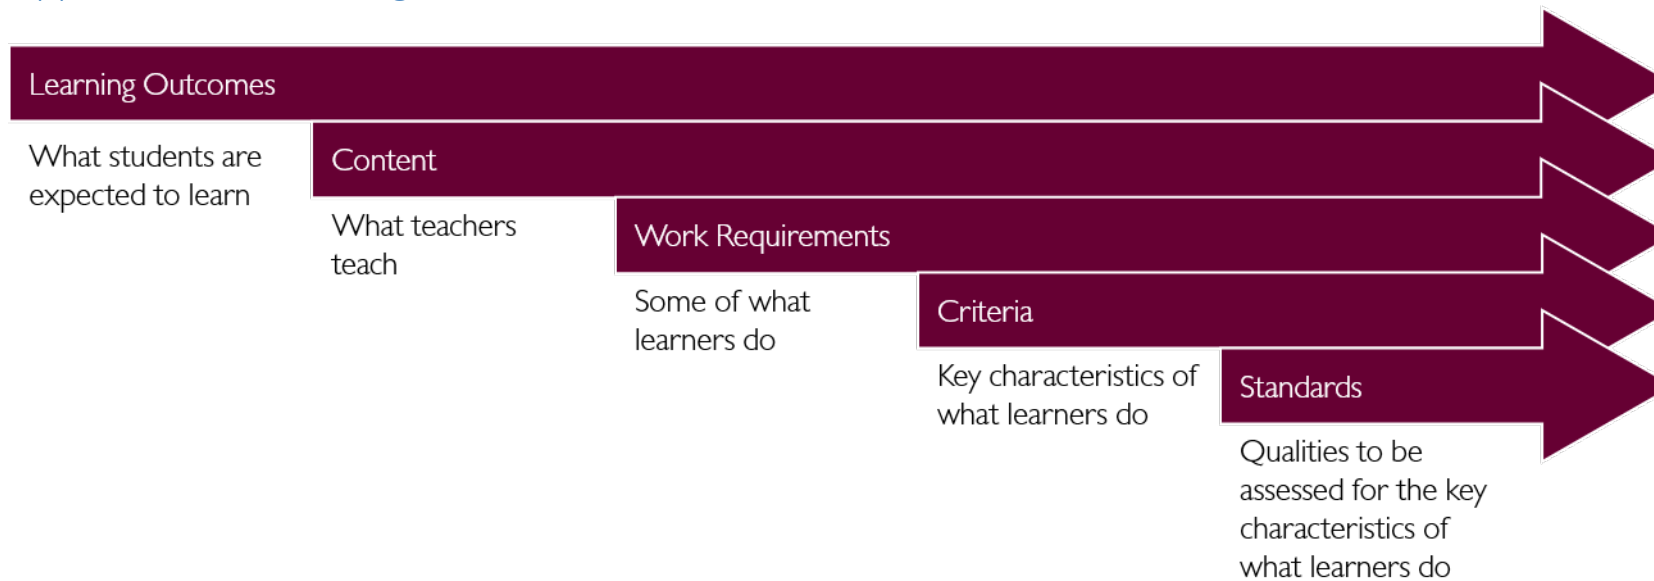 Learning Outcomes
What students are
expected to learn
Content
What teachers
teach
Work Requirements
Some of what
learners do
Criteria
Key characteristics of
what learners do
Standards
Qualities to be
assessed for the key
characteristics of
what learners do